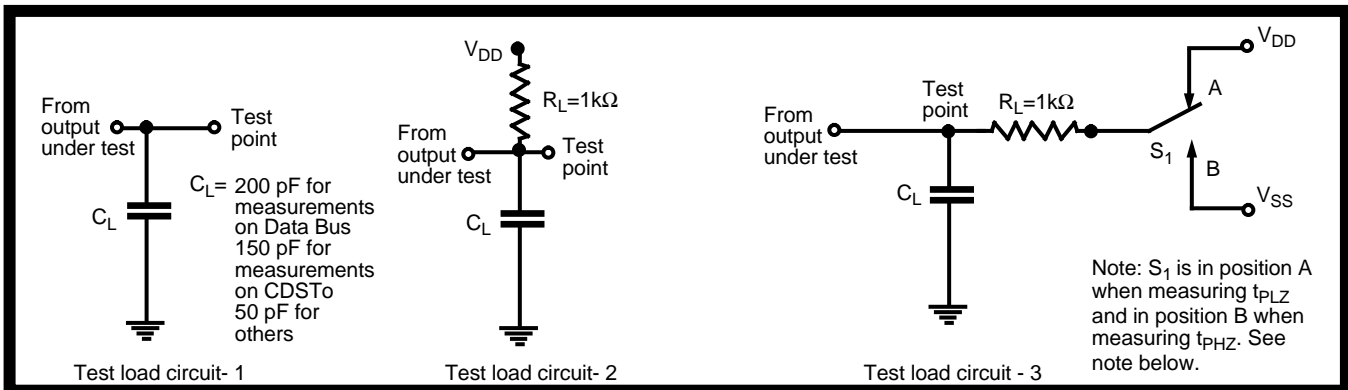 From
output
under test
Test
point
C_L= 200 pF for
measurements
on Data Bus
150 pF for
measurements
on CDSTo
50 pF for
others
C_L
Test load circuit- 1
V_DD
R_L=1kΩ
From
output
under test
Test
point
C_L
Test load circuit- 2
From
output
under test
Test
point
R_L=1kΩ
C_L
V_DD
A
S_1
B
V_SS
Note: S_1 is in position A
when measuring t_PLZ
and in position B when
measuring t_PHZ. See
note below.
Test load circuit - 3